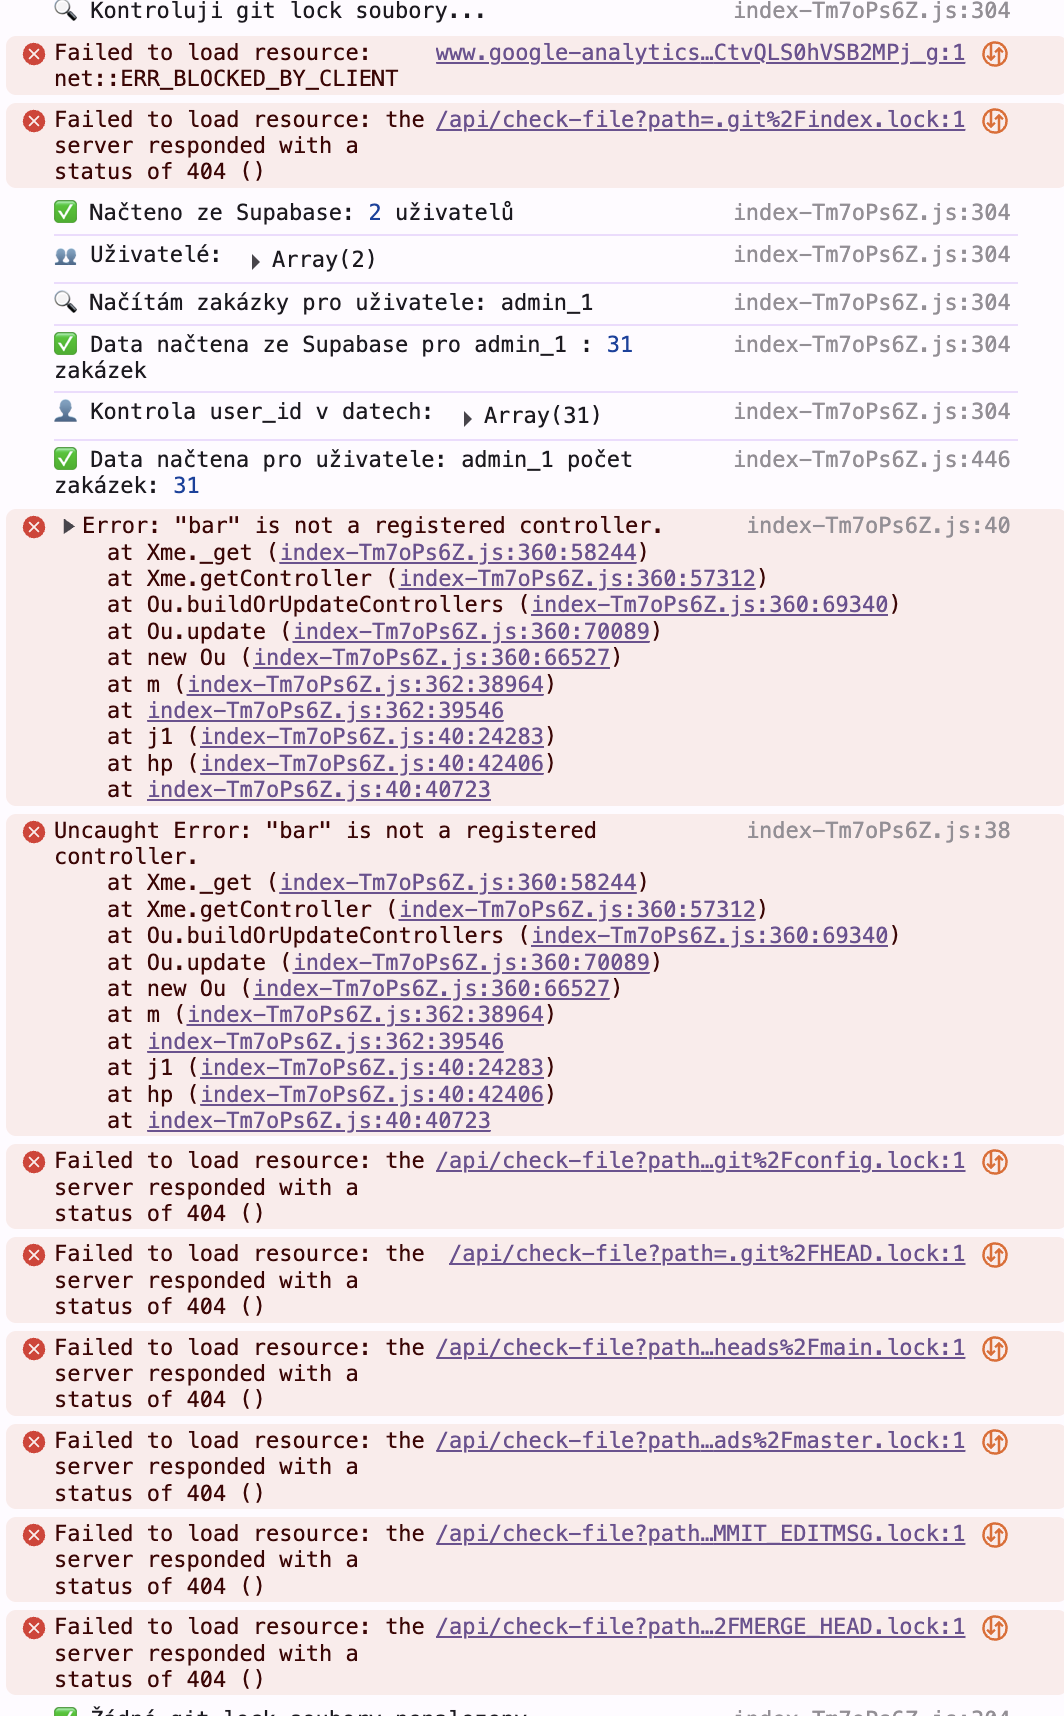 🔍 Kontroluji git lock soubory... index-Tm7oPs6Z.js:304
Failed to load resource: www.google-analytics…CtvQLS0hVSB2MPj_g:1
net::ERR_BLOCKED_BY_CLIENT
Failed to load resource: the /api/check-file?path=.git%2Findex.lock:1
server responded with a
status of 404 ()
✅ Načteno ze Supabase: 2 uživatelů index-Tm7oPs6Z.js:304
👥 Uživatelé: ▶ Array(2) index-Tm7oPs6Z.js:304
🔍 Načítám zakázky pro uživatele: admin_1 index-Tm7oPs6Z.js:304
✅ Data načtena ze Supabase pro admin_1 : 31 index-Tm7oPs6Z.js:304
zakázek
👤 Kontrola user_id v datech: ▶ Array(31) index-Tm7oPs6Z.js:304
✅ Data načtena pro uživatele: admin_1 počet index-Tm7oPs6Z.js:446
zakázek: 31
▶ Error: "bar" is not a registered controller. index-Tm7oPs6Z.js:40
at Xme._get (index-Tm7oPs6Z.js:360:58244)
at Xme.getController (index-Tm7oPs6Z.js:360:57312)
at Ou.buildOrUpdateControllers (index-Tm7oPs6Z.js:360:69340)
at Ou.update (index-Tm7oPs6Z.js:360:70089)
at new Ou (index-Tm7oPs6Z.js:360:66527)
at m (index-Tm7oPs6Z.js:362:38964)
at index-Tm7oPs6Z.js:362:39546
at j1 (index-Tm7oPs6Z.js:40:24283)
at hp (index-Tm7oPs6Z.js:40:42406)
at index-Tm7oPs6Z.js:40:40723
Uncaught Error: "bar" is not a registered index-Tm7oPs6Z.js:38
controller.
at Xme._get (index-Tm7oPs6Z.js:360:58244)
at Xme.getController (index-Tm7oPs6Z.js:360:57312)
at Ou.buildOrUpdateControllers (index-Tm7oPs6Z.js:360:69340)
at Ou.update (index-Tm7oPs6Z.js:360:70089)
at new Ou (index-Tm7oPs6Z.js:360:66527)
at m (index-Tm7oPs6Z.js:362:38964)
at index-Tm7oPs6Z.js:362:39546
at j1 (index-Tm7oPs6Z.js:40:24283)
at hp (index-Tm7oPs6Z.js:40:42406)
at index-Tm7oPs6Z.js:40:40723
Failed to load resource: the /api/check-file?path…git%2Fconfig.lock:1
server responded with a
status of 404 ()
Failed to load resource: the /api/check-file?path=.git%2FHEAD.lock:1
server responded with a
status of 404 ()
Failed to load resource: the /api/check-file?path…heads%2Fmain.lock:1
server responded with a
status of 404 ()
Failed to load resource: the /api/check-file?path…ads%2Fmaster.lock:1
server responded with a
status of 404 ()
Failed to load resource: the /api/check-file?path…MMIT_EDITMSG.lock:1
server responded with a
status of 404 ()
Failed to load resource: the /api/check-file?path…2FMERGE_HEAD.lock:1
server responded with a
status of 404 ()
✅ Žádné git lock soubory nenalezeny index-Tm7oPs6Z.js:304